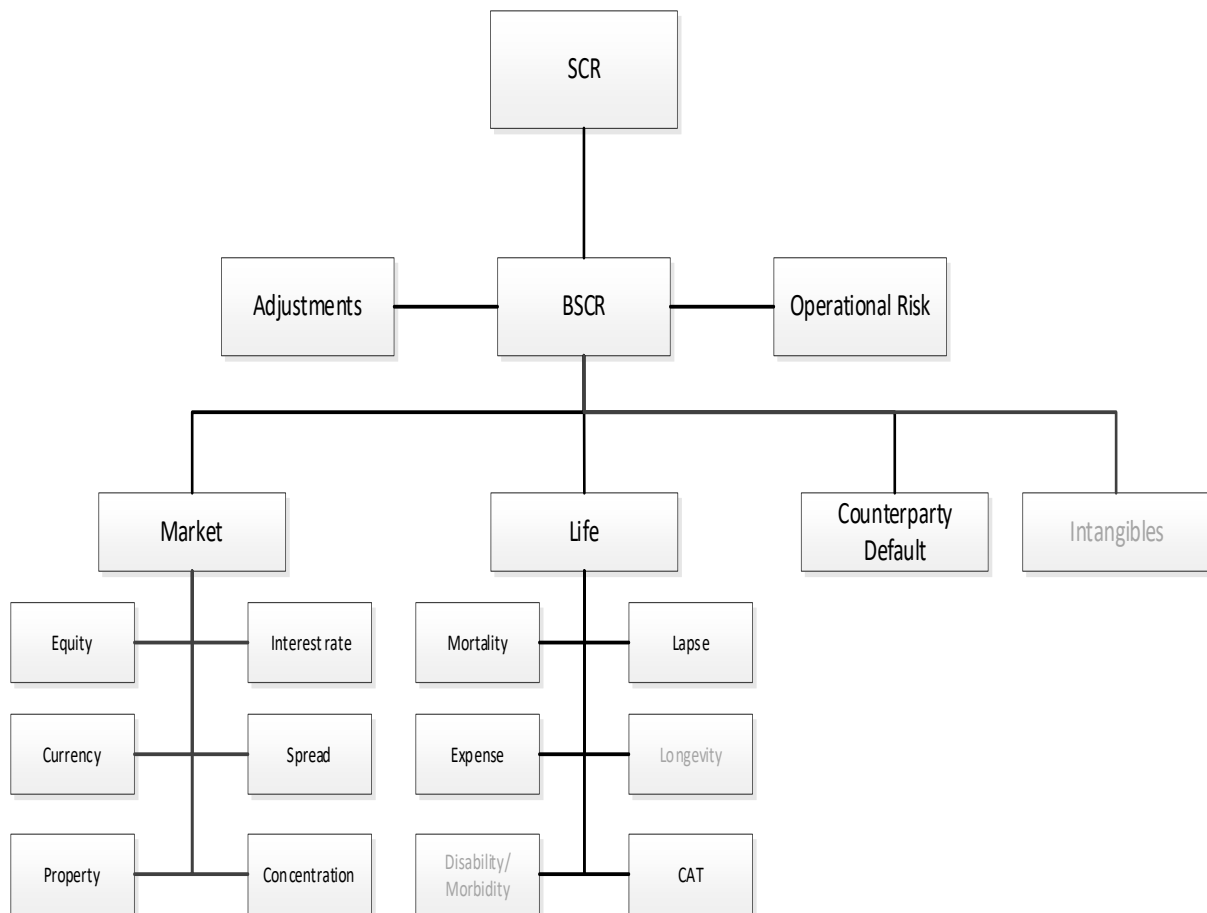 SCR
Adjustments
BSCR
Operational Risk
Market
Life
Counterparty
Default
Intangibles
Equity
Interest rate
Mortality
Lapse
Currency
Spread
Expense
Longevity
Property
Concentration
Disability/
Morbidity
CAT